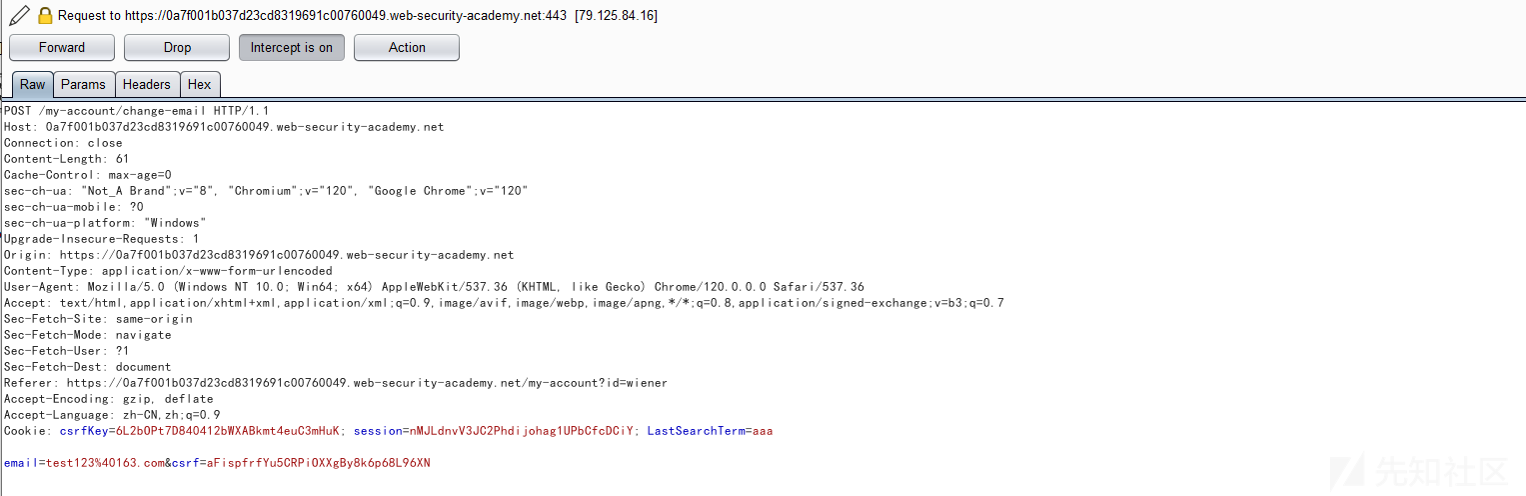 Request to https://0a7f001b037d23cd8319691c00760049.web-security-academy.net:443 [79.125.84.16]
Forward Drop Intercept is on Action
Raw Params Headers Hex
POST /my-account/change-email HTTP/1.1
Host: 0a7f001b037d23cd8319691c00760049.web-security-academy.net
Connection: close
Content-Length: 61
Cache-Control: max-age=0
sec-ch-ua: "Not_A Brand";v="8", "Chromium";v="120", "Google Chrome";v="120"
sec-ch-ua-mobile: ?0
sec-ch-ua-platform: "Windows"
Upgrade-Insecure-Requests: 1
Origin: https://0a7f001b037d23cd8319691c00760049.web-security-academy.net
Content-Type: application/x-www-form-urlencoded
User-Agent: Mozilla/5.0 (Windows NT 10.0; Win64; x64) AppleWebKit/537.36 (KHTML, like Gecko) Chrome/120.0.0.0 Safari/537.36
Accept: text/html,application/xhtml+xml,application/xml;q=0.9,image/avif,image/webp,image/apng,*/*;q=0.8,application/signed-exchange;v=b3;q=0.7
Sec-Fetch-Site: same-origin
Sec-Fetch-Mode: navigate
Sec-Fetch-User: ?1
Sec-Fetch-Dest: document
Referer: https://0a7f001b037d23cd8319691c00760049.web-security-academy.net/my-account?id=wiener
Accept-Encoding: gzip, deflate
Accept-Language: zh-CN,zh;q=0.9
Cookie: csrfKey=6L2bOPt7D840412bWXABkmt4euC3mHuK; session=nMJLdnvV3JC2Phdijohag1UPbCfcDCiY; LastSearchTerm=aaa
email=test123%40163.com&csrf=aFispfrfYu5CRPiOXXgBy8k6p68L96XN
先知社区